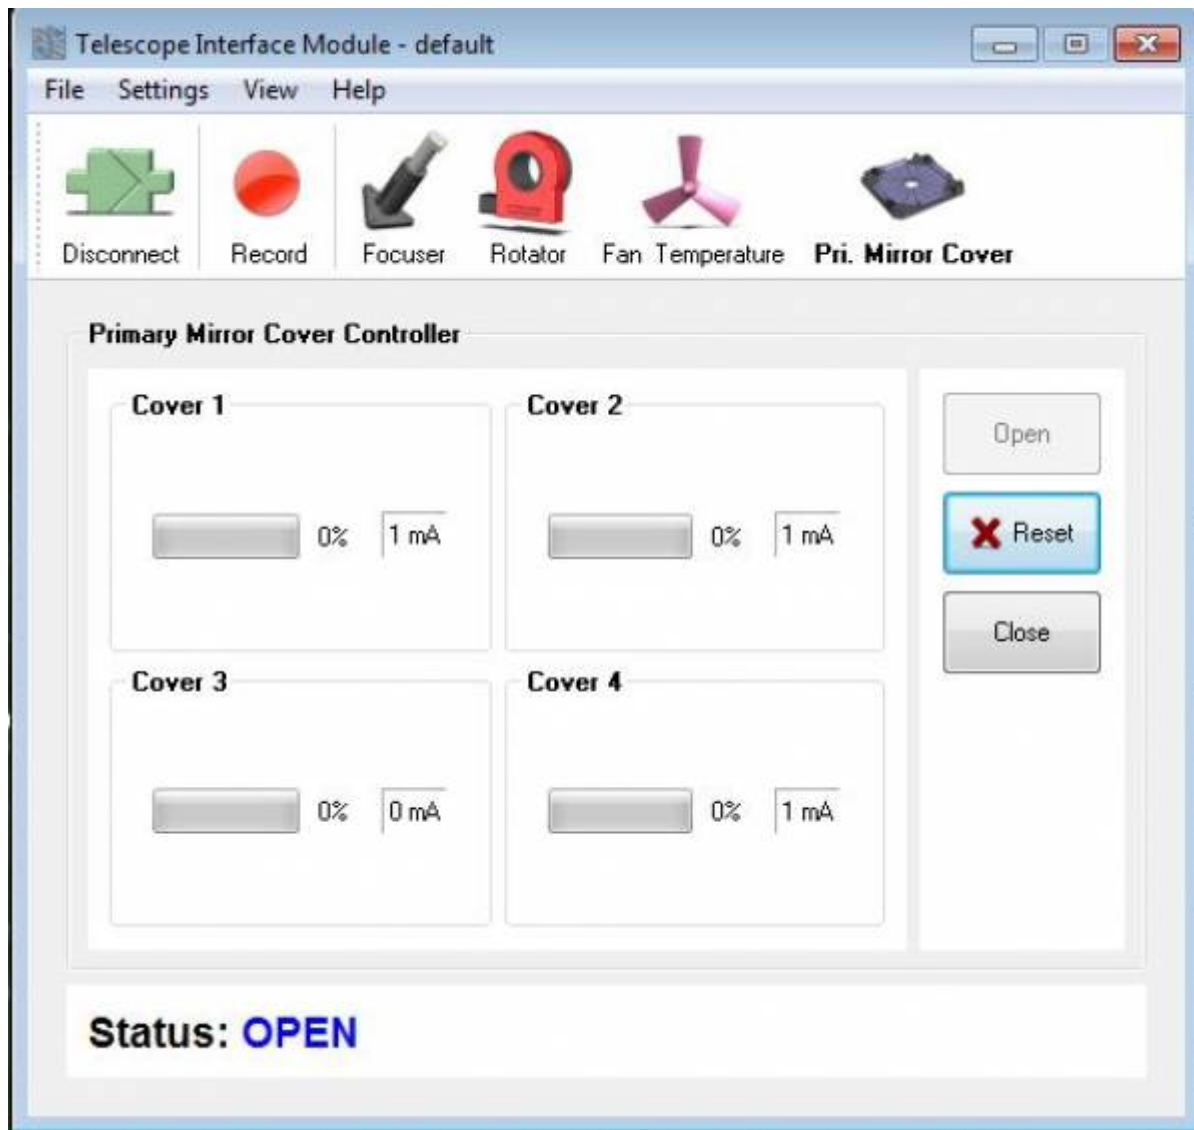 Telescope Interface Module - default
File Settings View Help
Disconnect Record Focuser Rotator Fan Temperature Pri. Mirror Cover
Primary Mirror Cover Controller
Cover 1
0% 1 mA
Cover 2
0% 1 mA
Cover 3
0% 0 mA
Cover 4
0% 1 mA
Open
Reset
Close
Status: OPEN